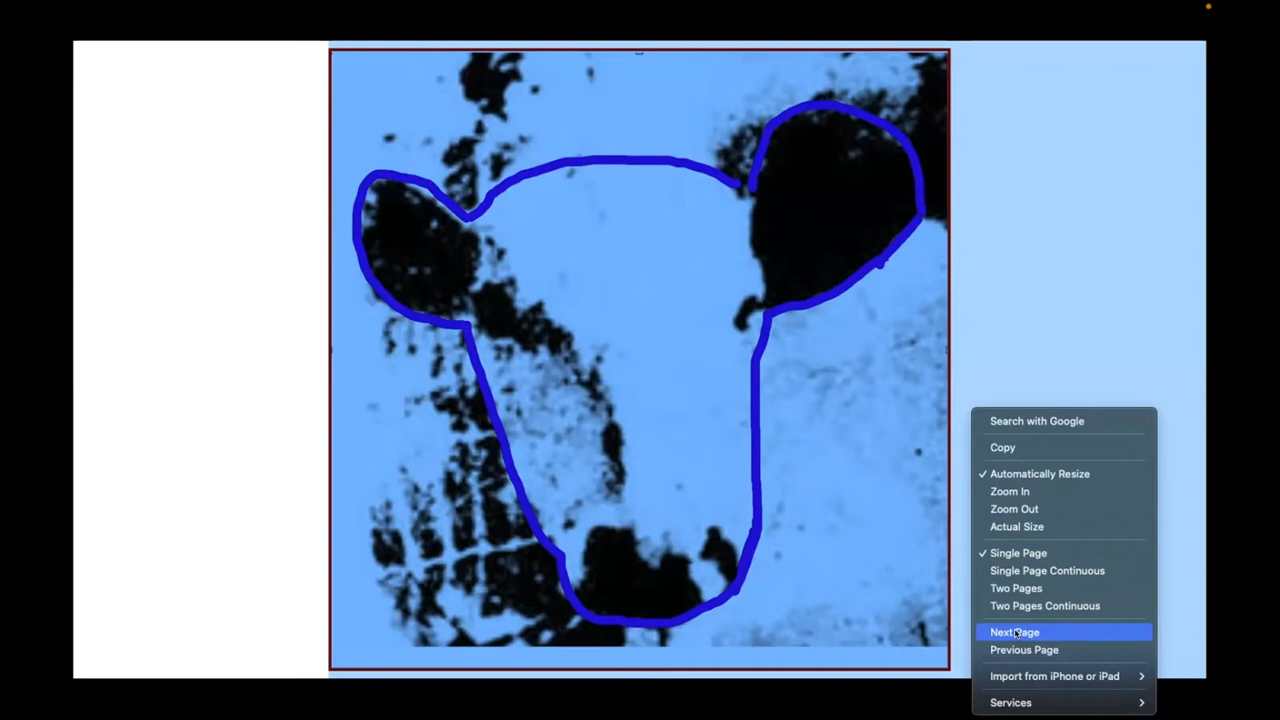 Search with Google
Copy
Automatically Resize
Zoom In
Zoom Out
Actual Size
Single Page
Single Page Continuous
Two Pages
Two Pages Continuous
Next Page
Previous Page
Import from iPhone or iPad
Services